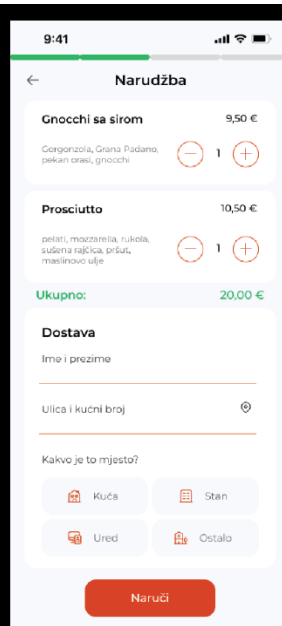 9:41
Narudžba
Gnocchi sa sirom 9,50 €
Gorgonzola, Grana Padano,
pekan orasi, gnocchi
1
Prosciutto 10,50 €
pelati, mozzarella, rukola,
sušena rajčica, pršut,
maslinovo ulje
1
Ukupno: 20,00 €
Dostava
Ime i prezime
Ulica i kućni broj
Kakvo je to mjesto?
Kuća Stan
Ured Ostalo
Naruči